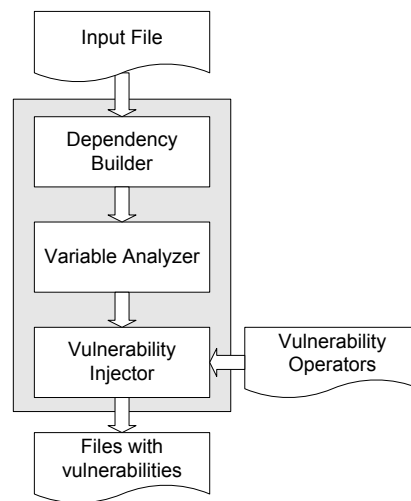 Input File
Dependency
Builder
Variable Analyzer
Vulnerability
Injector
Vulnerability
Operators
Files with
vulnerabilities